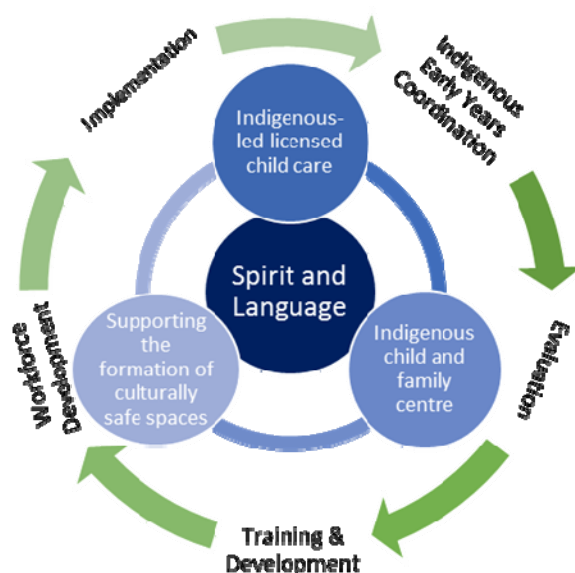 Implementation
Indigenous
Early Years
Coordination
Indigenous-
led licensed
child care
Spirit and
Language
Supporting
the
formation of
culturally
safe spaces
Indigenous
child and
family
centre
Workforce
Development
Evaluation
Training &
Development